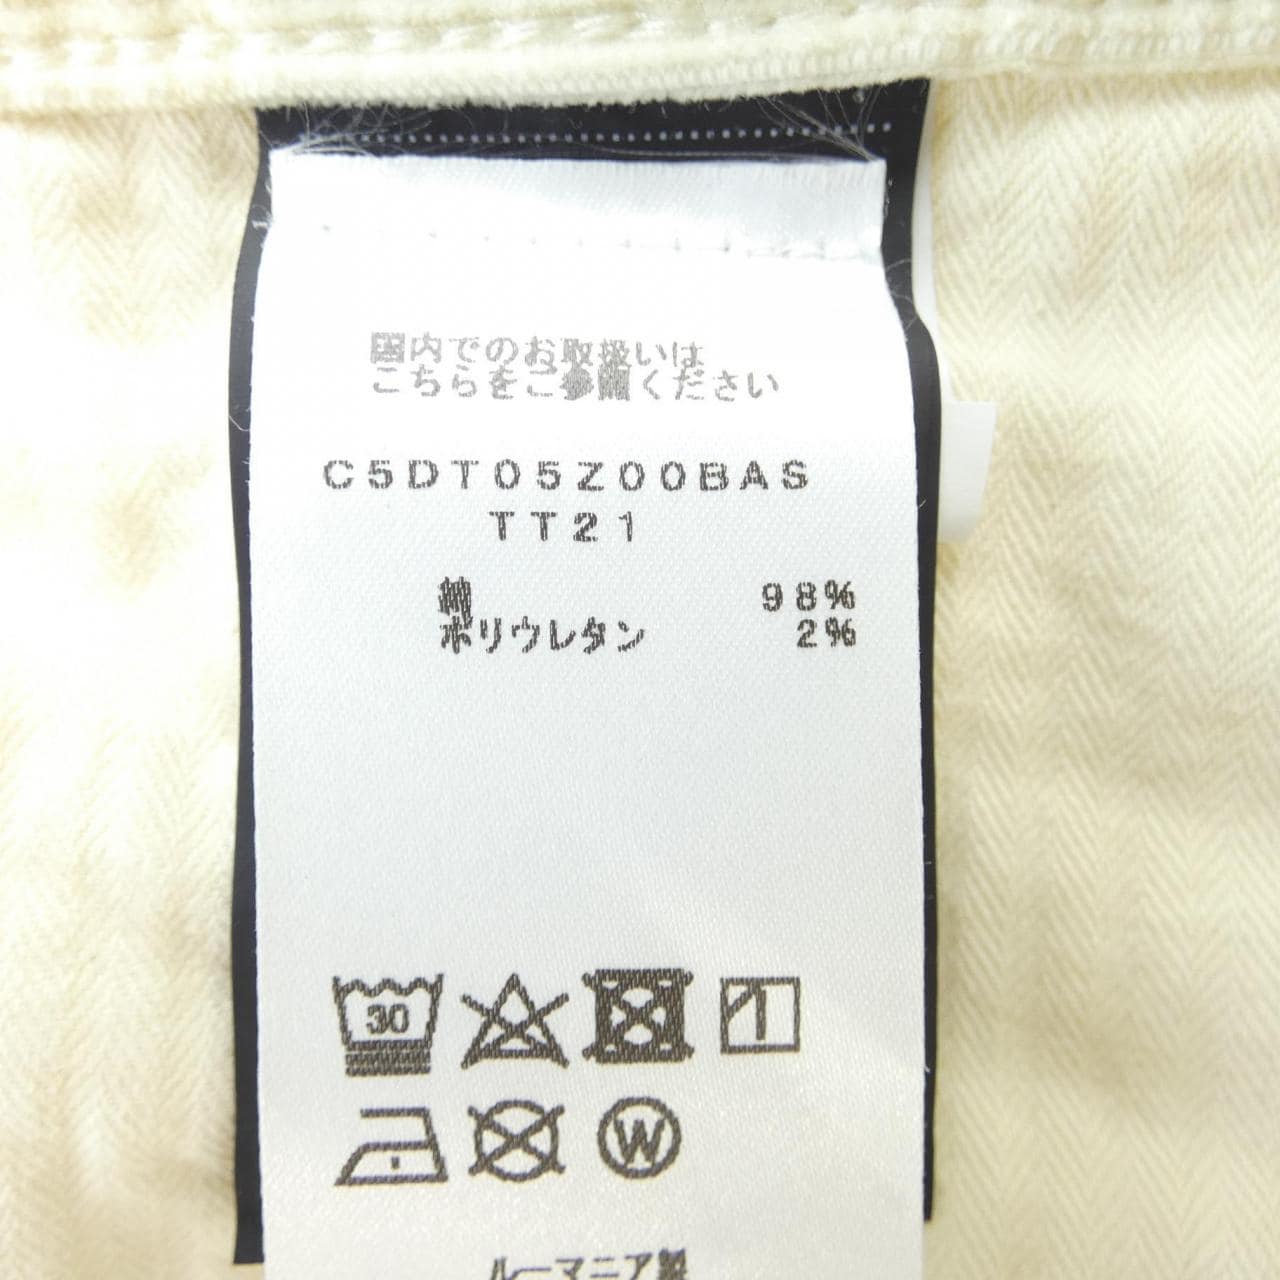 国内でのお取扱いは
こちらをご参照ください
C5DT05Z00BAS
TT21
綿 98%
ポリウレタン 2%
30
W
ルーマニア製